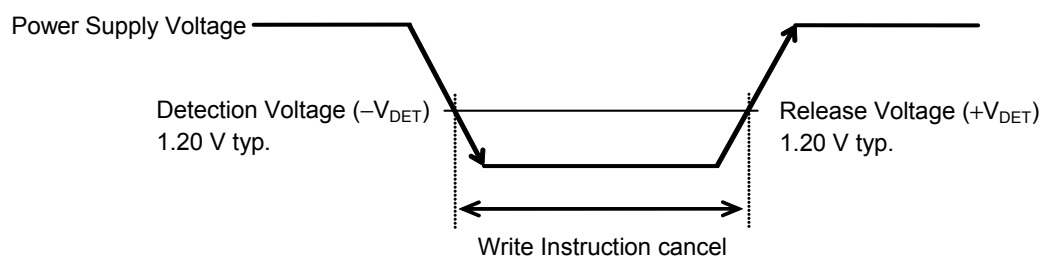 Power Supply Voltage
Detection Voltage (−VDET)
1.20 V typ.
Release Voltage (+VDET)
1.20 V typ.
Write Instruction cancel